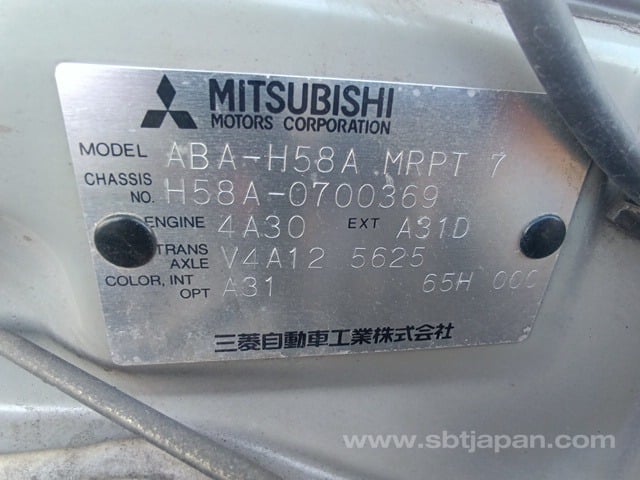 MITSUBISHI
MOTORS CORPORATION
MODEL ABA-H58A MRPT 7
CHASSIS NO. H58A-0700369
ENGINE 4A30 EXT A31D
TRANS AXLE V4A12 5625
COLOR, INT OPT A31 65H 000
三菱自動車工業株式会社
www.sbtjapan.com